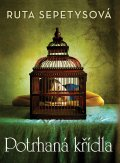 RUTA SEPETYSOVÁ
Potrhaná křídla